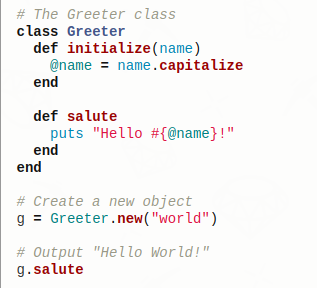 # The Greeter class
class Greeter
  def initialize(name)
    @name = name.capitalize
  end

  def salute
    puts "Hello #{@name}!"
  end
end

# Create a new object
g = Greeter.new("world")

# Output "Hello World!"
g.salute